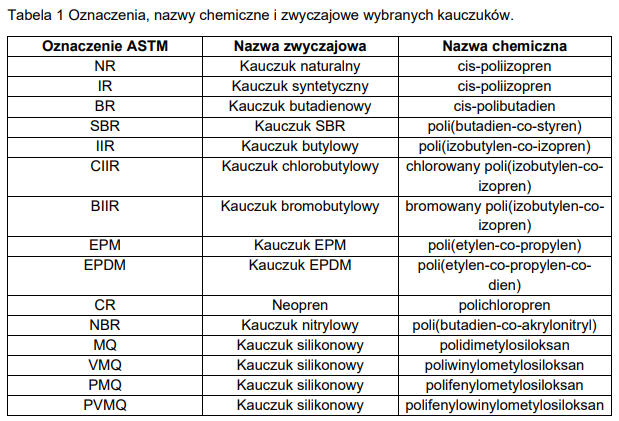 Tabela 1 Oznaczenia, nazwy chemiczne i zwyczajowe wybranych kauczuków.
Oznaczenie ASTM Nazwa zwyczajowa Nazwa chemiczna
NR Kauczuk naturalny cis-poliizopren
IR Kauczuk syntetyczny cis-poliizopren
BR Kauczuk butadienowy cis-polibutadien
SBR Kauczuk SBR poli(butadien-co-styren)
IIR Kauczuk butylowy poli(izobutylen-co-izopren)
CIIR Kauczuk chlorobutylowy chlorowany poli(izobutylen-co-
izopren)
BIIR Kauczuk bromobutylowy bromowany poli(izobutylen-co-
izopren)
EPM Kauczuk EPM poli(etylen-co-propylen)
EPDM Kauczuk EPDM poli(etylen-co-propylen-co-
dien)
CR Neopren polichloropren
NBR Kauczuk nitrylowy poli(butadien-co-akrylonitryl)
MQ Kauczuk silikonowy polidimetylosiloksan
VMQ Kauczuk silikonowy poliwinylometylosiloksan
PMQ Kauczuk silikonowy polifenylometylosiloksan
PVMQ Kauczuk silikonowy polifenylowinylometylosiloksan